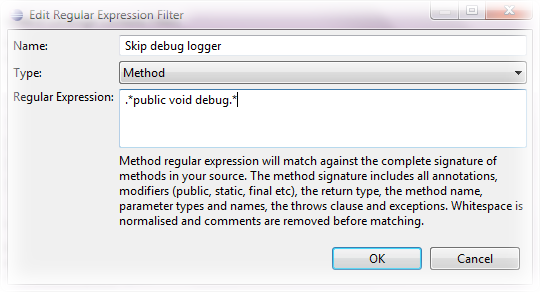 Edit Regular Expression Filter
Name: Skip debug logger
Type: Method
Regular Expression: .*public void debug.*
Method regular expression will match against the complete signature of
methods in your source. The method signature includes all annotations,
modifiers (public, static, final etc), the return type, the method name,
parameter types and names, the throws clause and exceptions. Whitespace is
normalised and comments are removed before matching.
OK Cancel